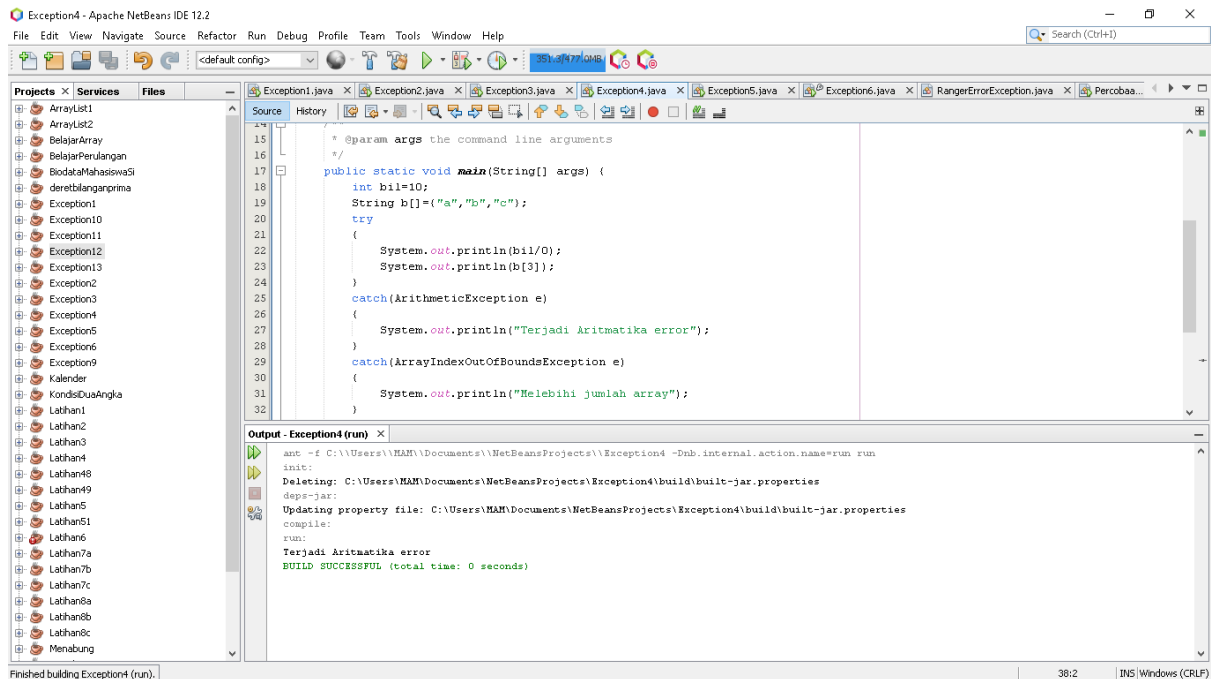 Exception4 - Apache NetBeans IDE 12.2
File Edit View Navigate Source Refactor Run Debug Profile Team Tools Window Help
Search (Ctrl+I)
<default config>
351.3/477.0MB
Projects Services Files
ArrayList1
ArrayList2
BelajarArray
BelajarPerulangan
BiodataMahasiswaSi
deretbilanganprima
Exception1
Exception10
Exception11
Exception12
Exception13
Exception2
Exception3
Exception4
Exception5
Exception6
Exception9
Kalender
KondisiDuaAngka
Latihan1
Latihan2
Latihan3
Latihan4
Latihan48
Latihan49
Latihan5
Latihan51
Latihan6
Latihan7a
Latihan7b
Latihan7c
Latihan8a
Latihan8b
Latihan8c
Menabung
Exception1.java Exception2.java Exception3.java Exception4.java Exception5.java Exception6.java RangerErrorException.java Percobaa...
Source History
14 /**
15 * @param args the command line arguments
16 */
17 public static void main(String[] args) {
18 int bil=10;
19 String b[]={"a","b","c"};
20 try
21 {
22 System.out.println(bil/0);
23 System.out.println(b[3]);
24 }
25 catch(ArithmeticException e)
26 {
27 System.out.println("Terjadi Aritmatika error");
28 }
29 catch(ArrayIndexOutOfBoundsException e)
30 {
31 System.out.println("Melebihi jumlah array");
32 }
Output - Exception4 (run)
ant -f C:\\Users\\MAM\\Documents\\NetBeansProjects\\Exception4 -Dnb.internal.action.name=run run
init:
Deleting: C:\Users\MAM\Documents\NetBeansProjects\Exception4\build\built-jar.properties
deps-jar:
Updating property file: C:\Users\MAM\Documents\NetBeansProjects\Exception4\build\built-jar.properties
compile:
run:
Terjadi Aritmatika error
BUILD SUCCESSFUL (total time: 0 seconds)
Finished building Exception4 (run).
38:2 INS Windows (CRLF)